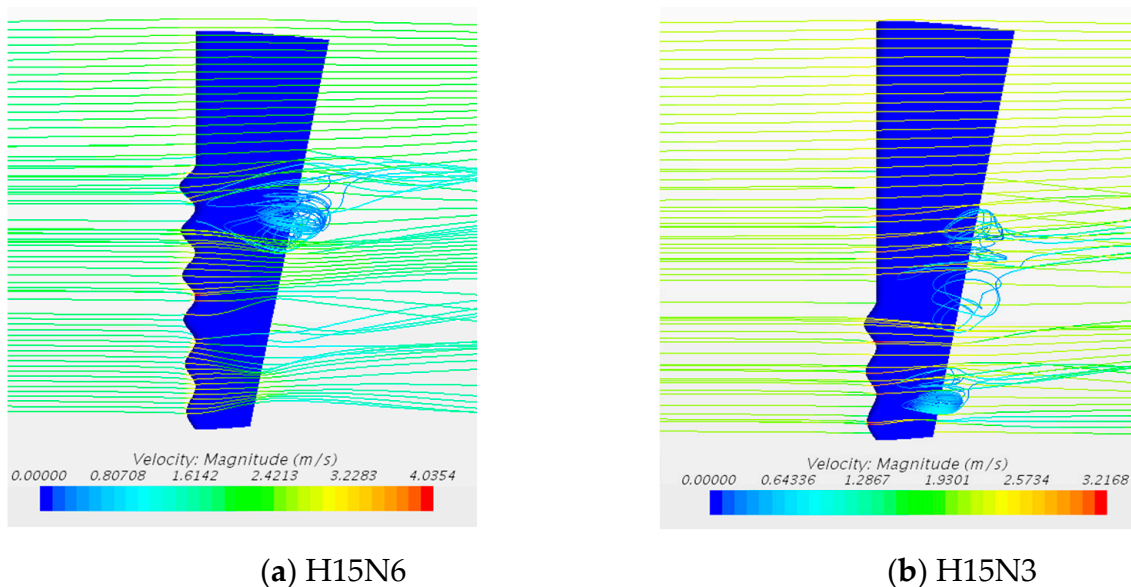 Velocity: Magnitude (m/s)
0.00000 0.80708 1.6142 2.4213 3.2283 4.0354
Velocity: Magnitude (m/s)
0.00000 0.64336 1.2867 1.9301 2.5734 3.2168
(a) H15N6
(b) H15N3